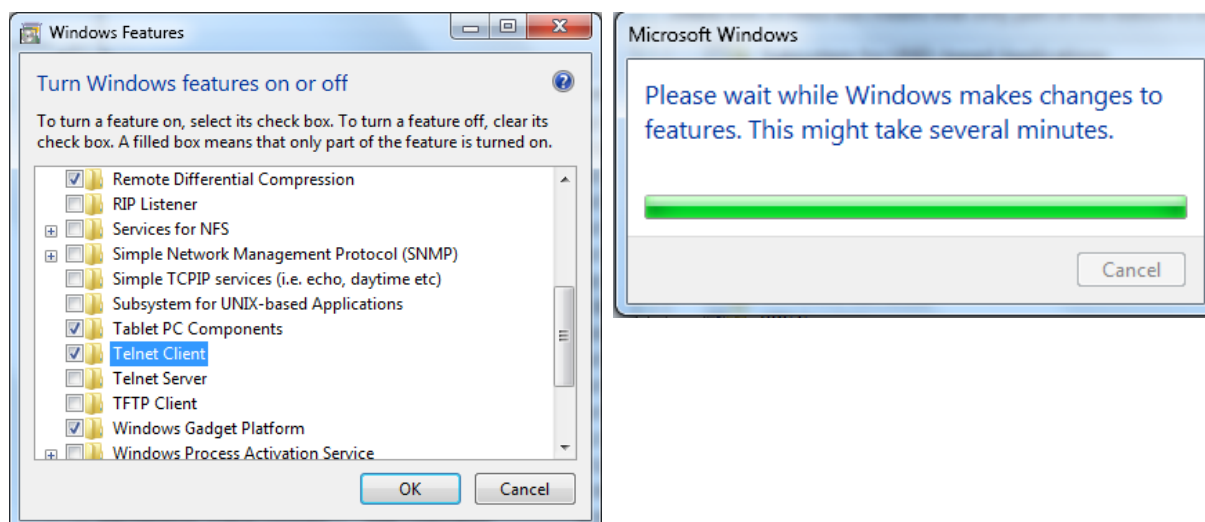 Windows Features
Turn Windows features on or off
To turn a feature on, select its check box. To turn a feature off, clear its
check box. A filled box means that only part of the feature is turned on.
Remote Differential Compression
RIP Listener
Services for NFS
Simple Network Management Protocol (SNMP)
Simple TCPIP services (i.e. echo, daytime etc)
Subsystem for UNIX-based Applications
Tablet PC Components
Telnet Client
Telnet Server
TFTP Client
Windows Gadget Platform
Windows Process Activation Service
OK Cancel
Microsoft Windows
Please wait while Windows makes changes to
features. This might take several minutes.
Cancel